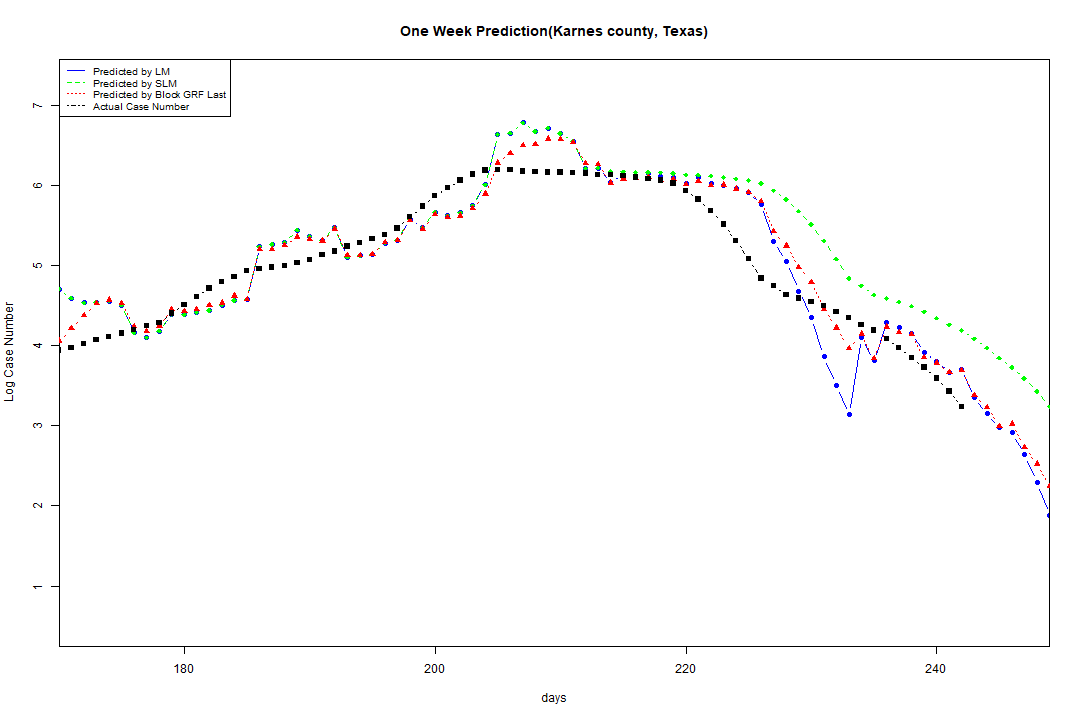 One Week Prediction(Karnes county, Texas)
Predicted by LM
Predicted by SLM
Predicted by Block GRF Last
Actual Case Number
7
6
5
4
3
2
1
Log Case Number
180
200
220
240
days